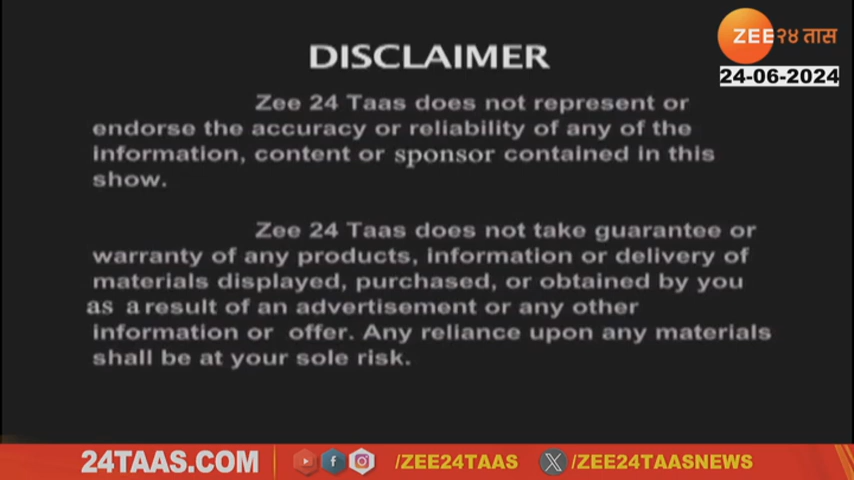 ZEE २४ तास
24-06-2024
DISCLAIMER
Zee 24 Taas does not represent or
endorse the accuracy or reliability of any of the
information, content or sponsor contained in this
show.
Zee 24 Taas does not take guarantee or
warranty of any products, information or delivery of
materials displayed, purchased, or obtained by you
as a result of an advertisement or any other
information or offer. Any reliance upon any materials
shall be at your sole risk.
24TAAS.COM /ZEE24TAAS X /ZEE24TAASNEWS